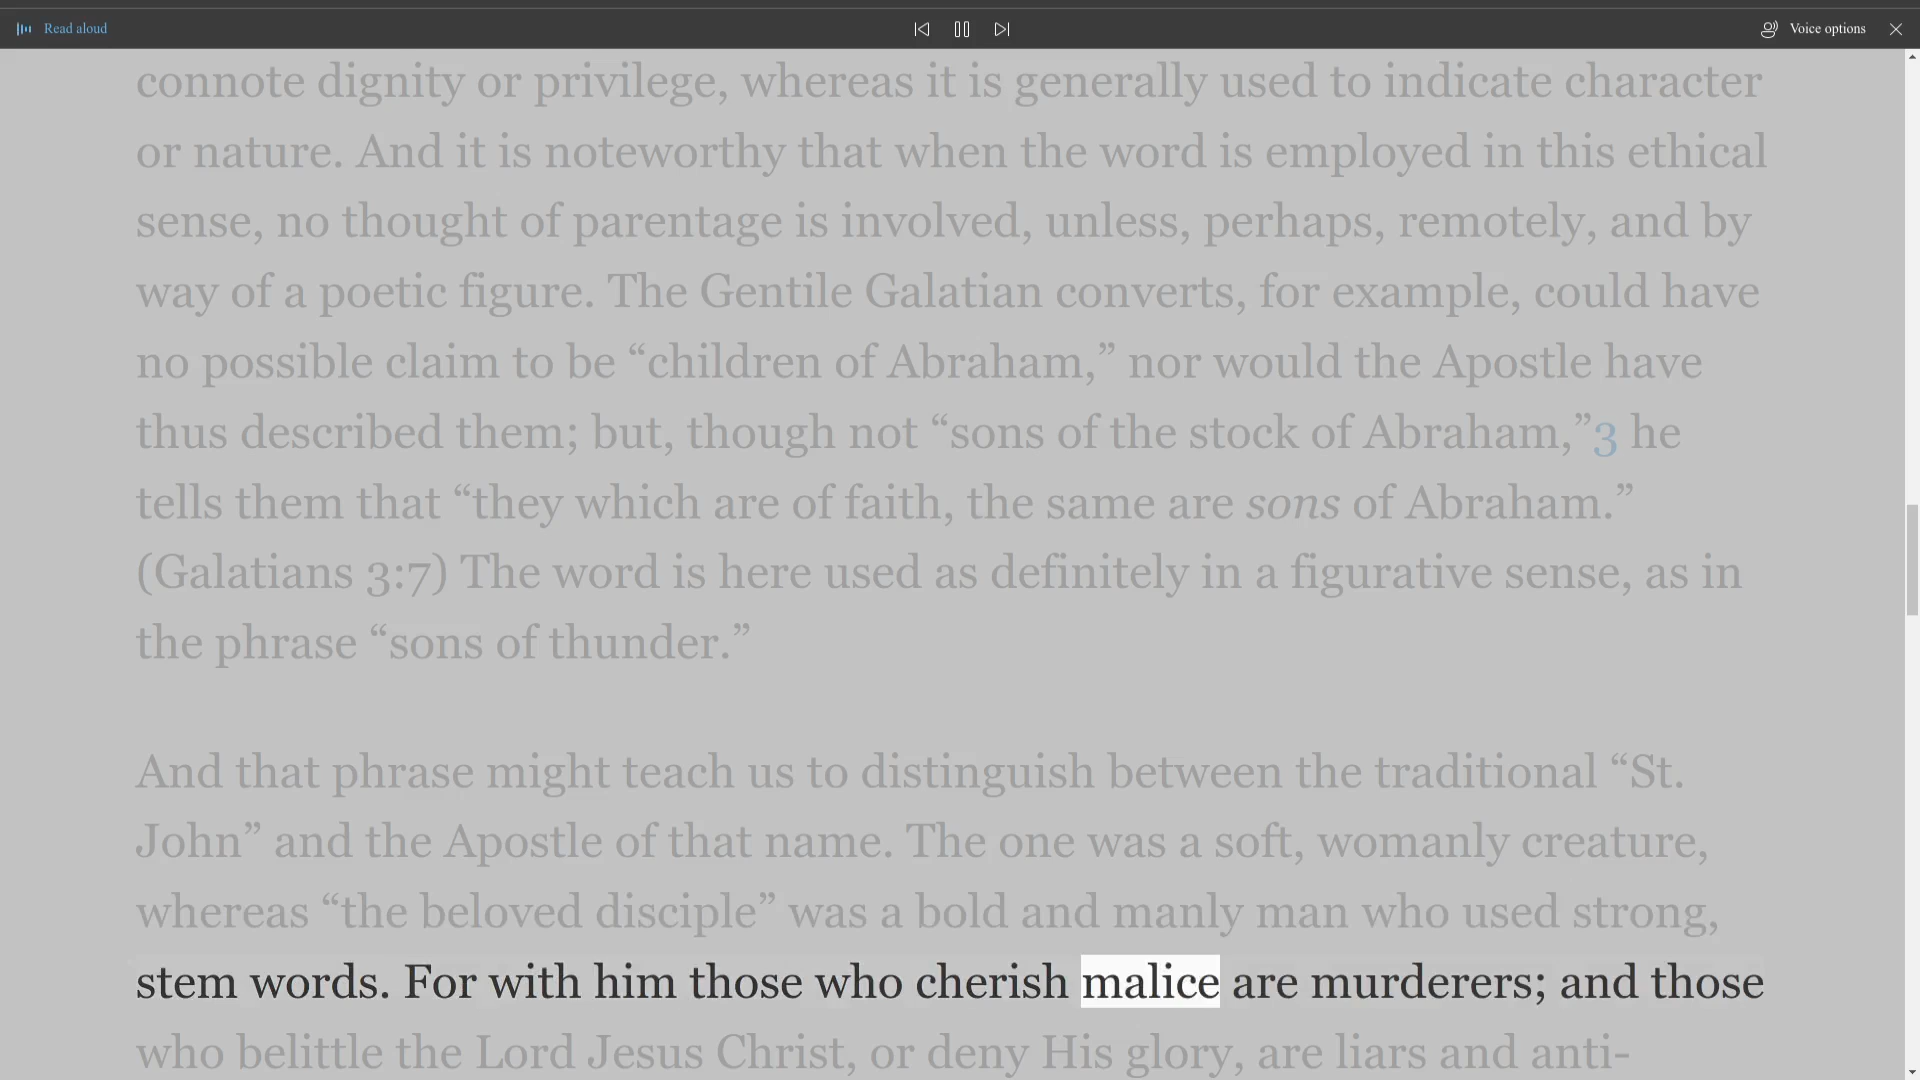 Read aloud
Voice options
connote dignity or privilege, whereas it is generally used to indicate character
or nature. And it is noteworthy that when the word is employed in this ethical
sense, no thought of parentage is involved, unless, perhaps, remotely, and by
way of a poetic figure. The Gentile Galatian converts, for example, could have
no possible claim to be “children of Abraham,” nor would the Apostle have
thus described them; but, though not “sons of the stock of Abraham,”3 he
tells them that “they which are of faith, the same are sons of Abraham.”
(Galatians 3:7) The word is here used as definitely in a figurative sense, as in
the phrase “sons of thunder.”
And that phrase might teach us to distinguish between the traditional “St.
John” and the Apostle of that name. The one was a soft, womanly creature,
whereas “the beloved disciple” was a bold and manly man who used strong,
stem words. For with him those who cherish malice are murderers; and those
who belittle the Lord Jesus Christ, or deny His glory, are liars and anti-